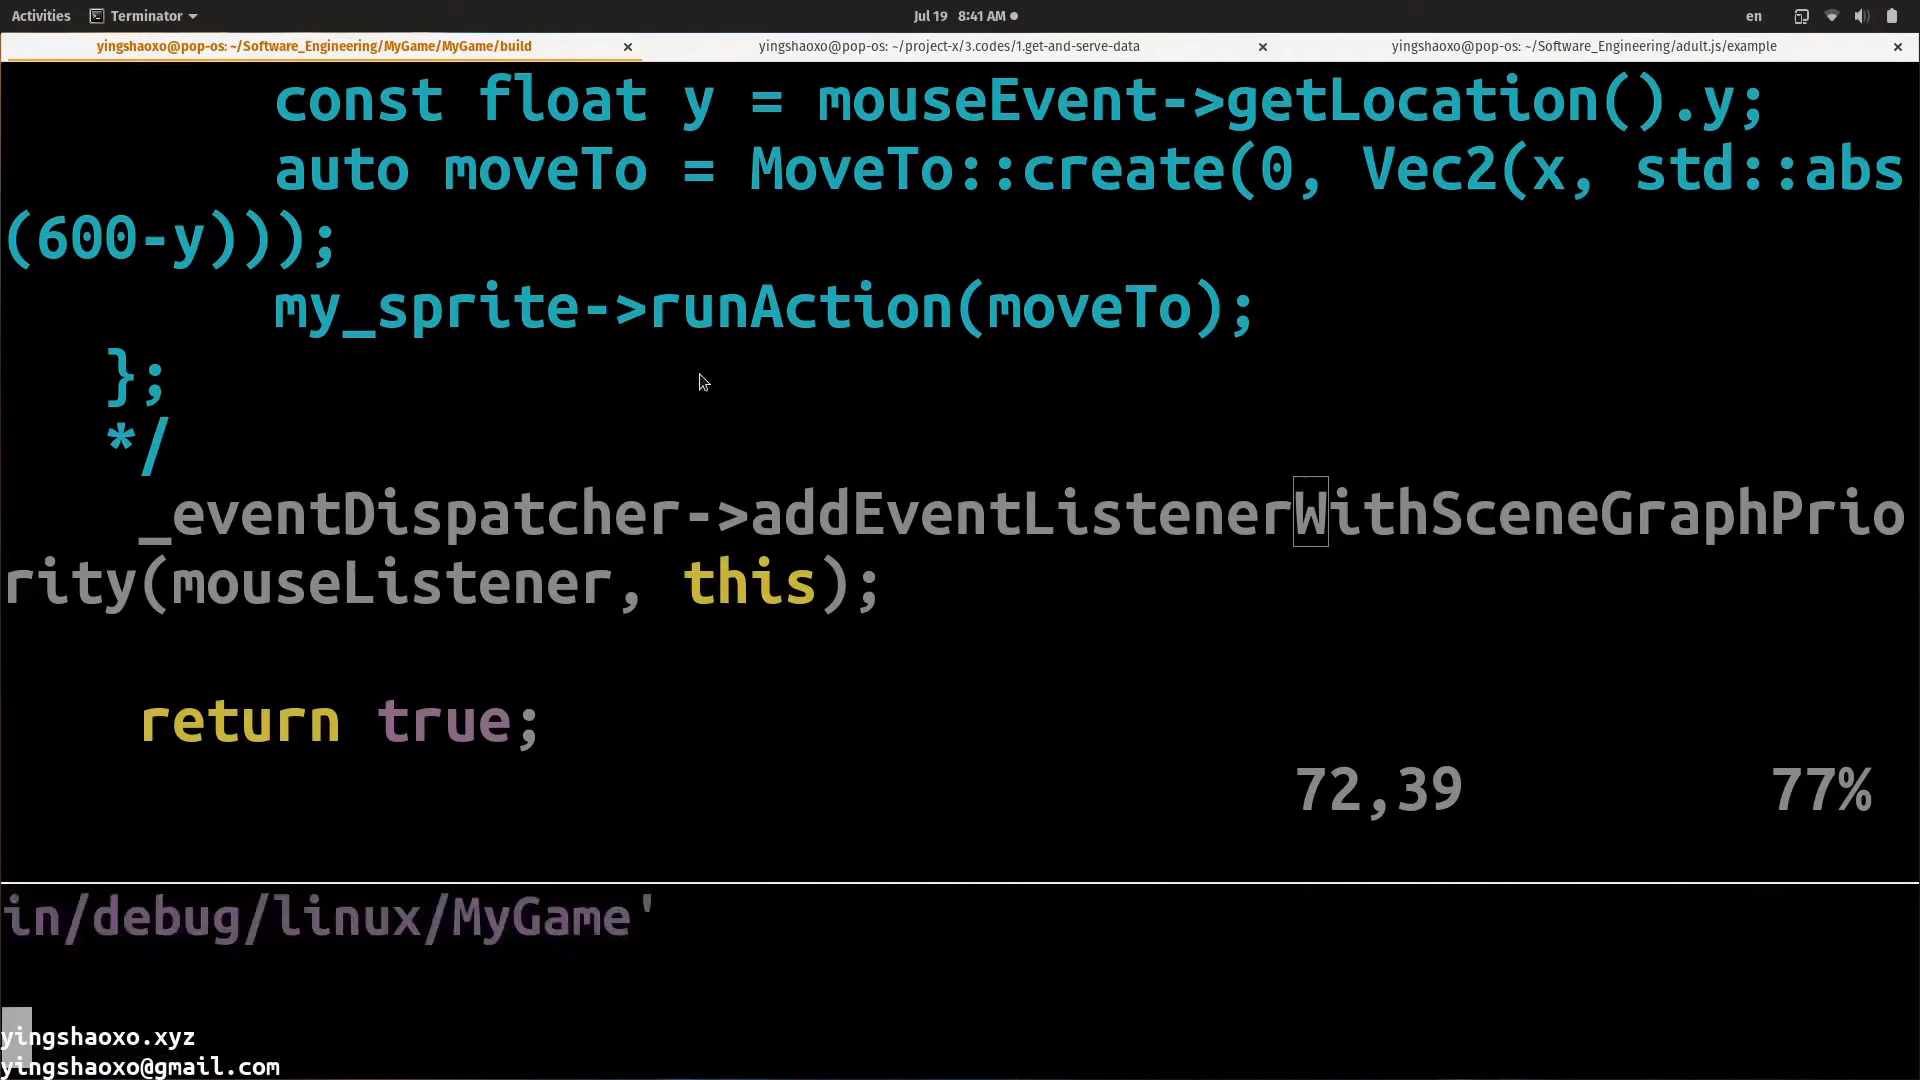 Activities Terminator Jul 19 8:41 AM en
yingshaoxo@pop-os: ~/Software_Engineering/MyGame/MyGame/build × yingshaoxo@pop-os: ~/project-x/3.codes/1.get-and-serve-data × yingshaoxo@pop-os: ~/Software_Engineering/adult.js/example ×
const float y = mouseEvent->getLocation().y;
auto moveTo = MoveTo::create(0, Vec2(x, std::abs
(600-y)));
my_sprite->runAction(moveTo);
};
*/
_eventDispatcher->addEventListenerWithSceneGraphPrio
rity(mouseListener, this);
return true;
72,39 77%
in/debug/linux/MyGame'
yingshaoxo.xyz
yingshaoxo@gmail.com